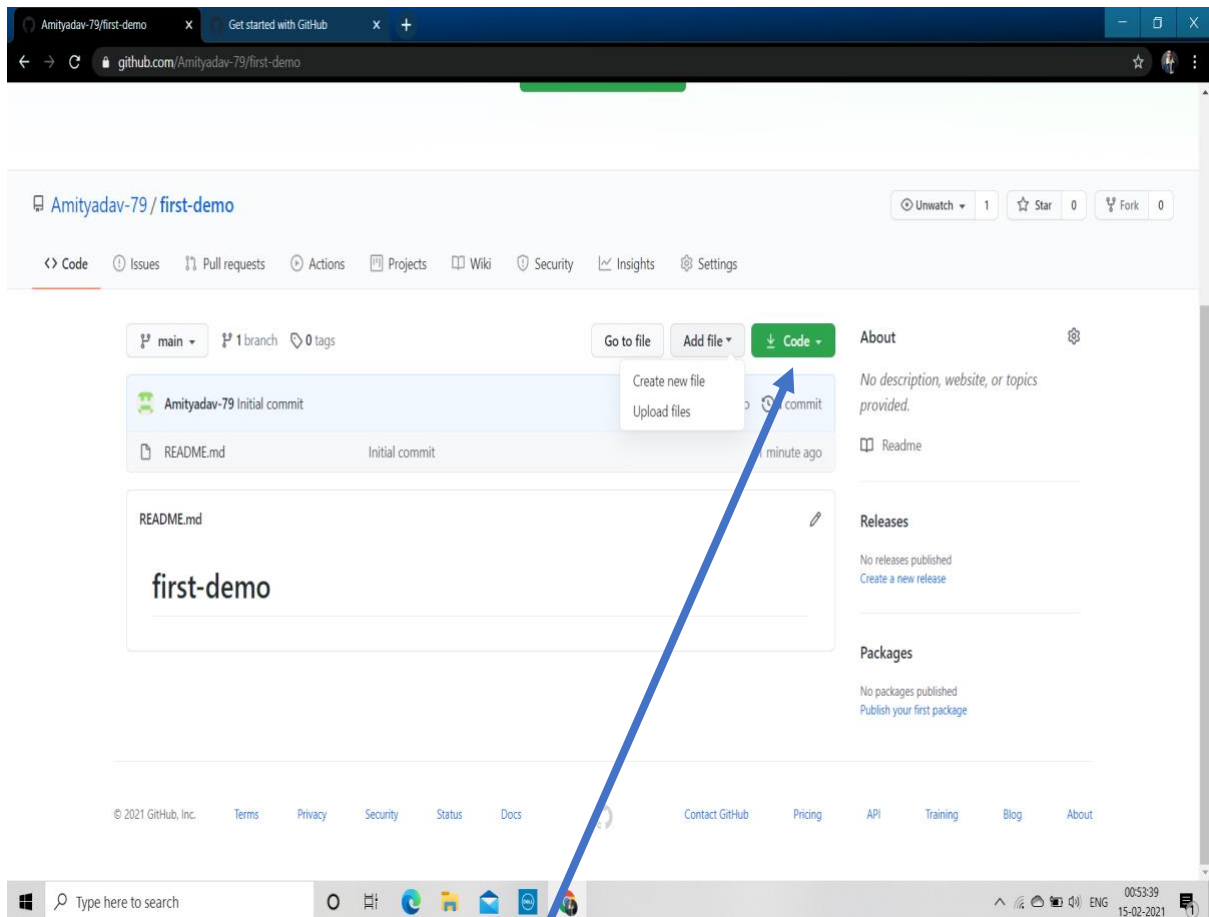 Amityadav-79/first-demo X Get started with GitHub X +
github.com/Amityadav-79/first-demo
Amityadav-79 / first-demo
Unwatch 1 Star 0 Fork 0
<> Code Issues Pull requests Actions Projects Wiki Security Insights Settings
main 1 branch 0 tags Go to file Add file Code About
Create new file
Upload files
No description, website, or topics
provided.
Amityadav-79 Initial commit commit
Readme
README.md Initial commit minute ago
README.md
first-demo
Releases
No releases published
Create a new release
Packages
No packages published
Publish your first package
© 2021 GitHub, Inc. Terms Privacy Security Status Docs Contact GitHub Pricing API Training Blog About
Type here to search DELL ENG 00:53:39
15-02-2021
1